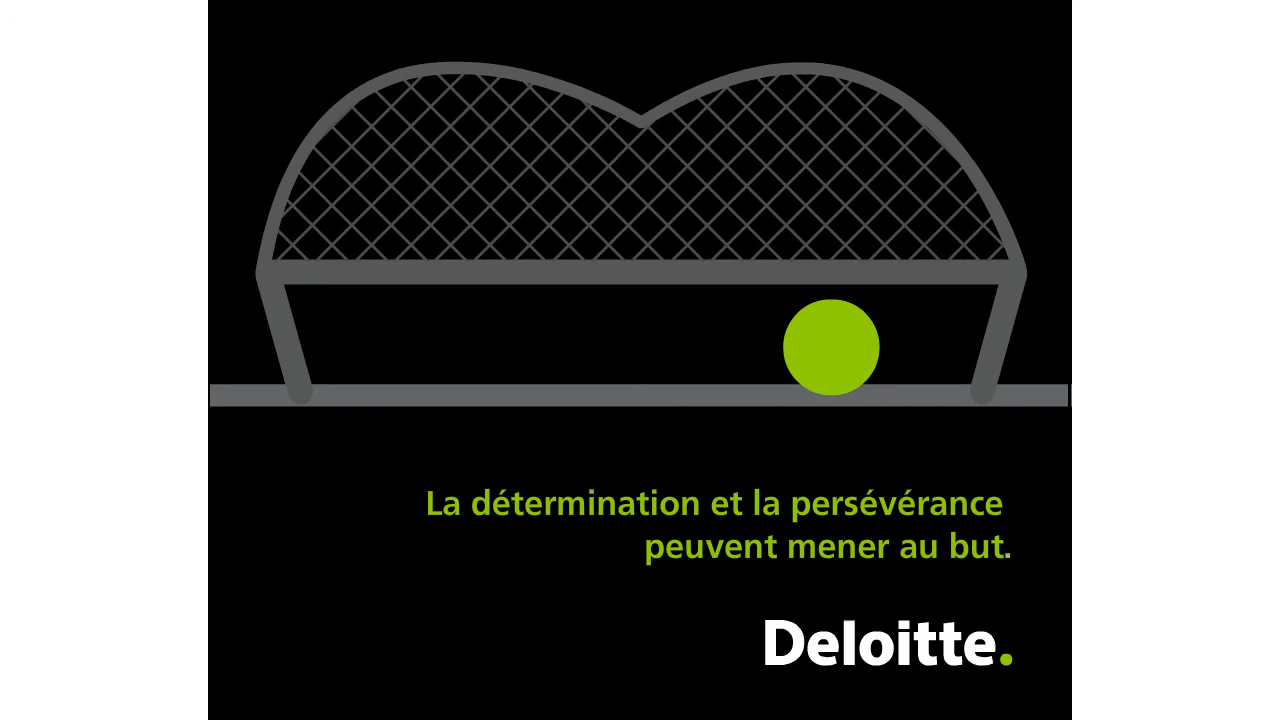 La détermination et la persévérance
peuvent mener au but.
Deloitte.